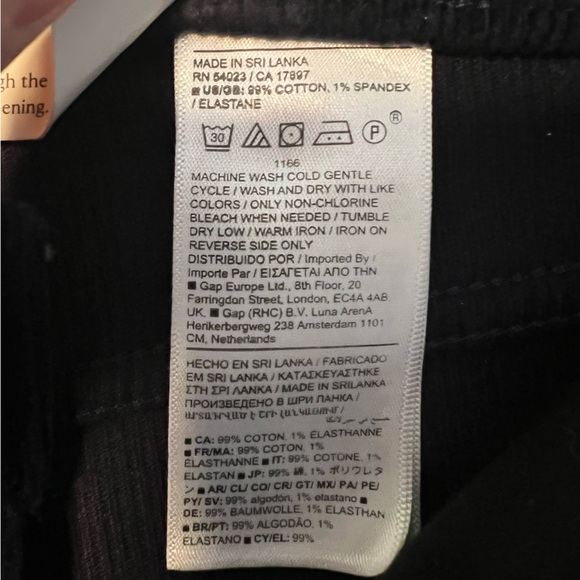 gh the
ening.
MADE IN SRI LANKA
RN 54023 / CA 17897
■ US/GB: 99% COTTON, 1% SPANDEX
/ ELASTANE
30 P ®
1166
MACHINE WASH COLD GENTLE
CYCLE / WASH AND DRY WITH LIKE
COLORS / ONLY NON-CHLORINE
BLEACH WHEN NEEDED / TUMBLE
DRY LOW / WARM IRON / IRON ON
REVERSE SIDE ONLY
DISTRIBUIDO POR / Imported By /
Importe Par / ΕΙΣΑΓΕΤΑΙ ΑΠΟ ΤΗΝ
■ Gap Europe Ltd., 8th Floor, 20
Farringdon Street, London, EC4A 4AB
UK. ■ Gap (RHC) B.V. Luna ArenA
Herikerbergweg 238 Amsterdam 1101
CM, Netherlands
HECHO EN SRI LANKA / FABRICADO
EM SRI LANKA / ΚΑΤΑΣΚΕΥΑΣΤΗΚΕ
ΣΤΗ ΣΡΙ ΛΑΝΚΑ / MADE IN SRILANKA
ПРОИЗВЕДЕНО В ШРИ ЛАНКА /
ԱՐՏԱԴՐՎԱԾ Է ՇՐԻ ԼԱՆԿԱՅՈՒՄ /
■ CA: 99% COTON, 1% ELASTHANNE
■ FR/MA: 99% COTON, 1%
ELASTHANNE ■ IT: 99% COTONE, 1%
ELASTAN ■ JP: 99% 綿, 1% ポリウレタ
ン ■ AR/ CL/ CO/ CR/ GT/ MX/ PA/ PE/
PY/ SV: 99% algodón, 1% elastano ■
DE: 99% BAUMWOLLE, 1% ELASTHAN
■ BR/PT: 99% ALGODÃO, 1%
ELASTANO ■ CY/EL: 99%